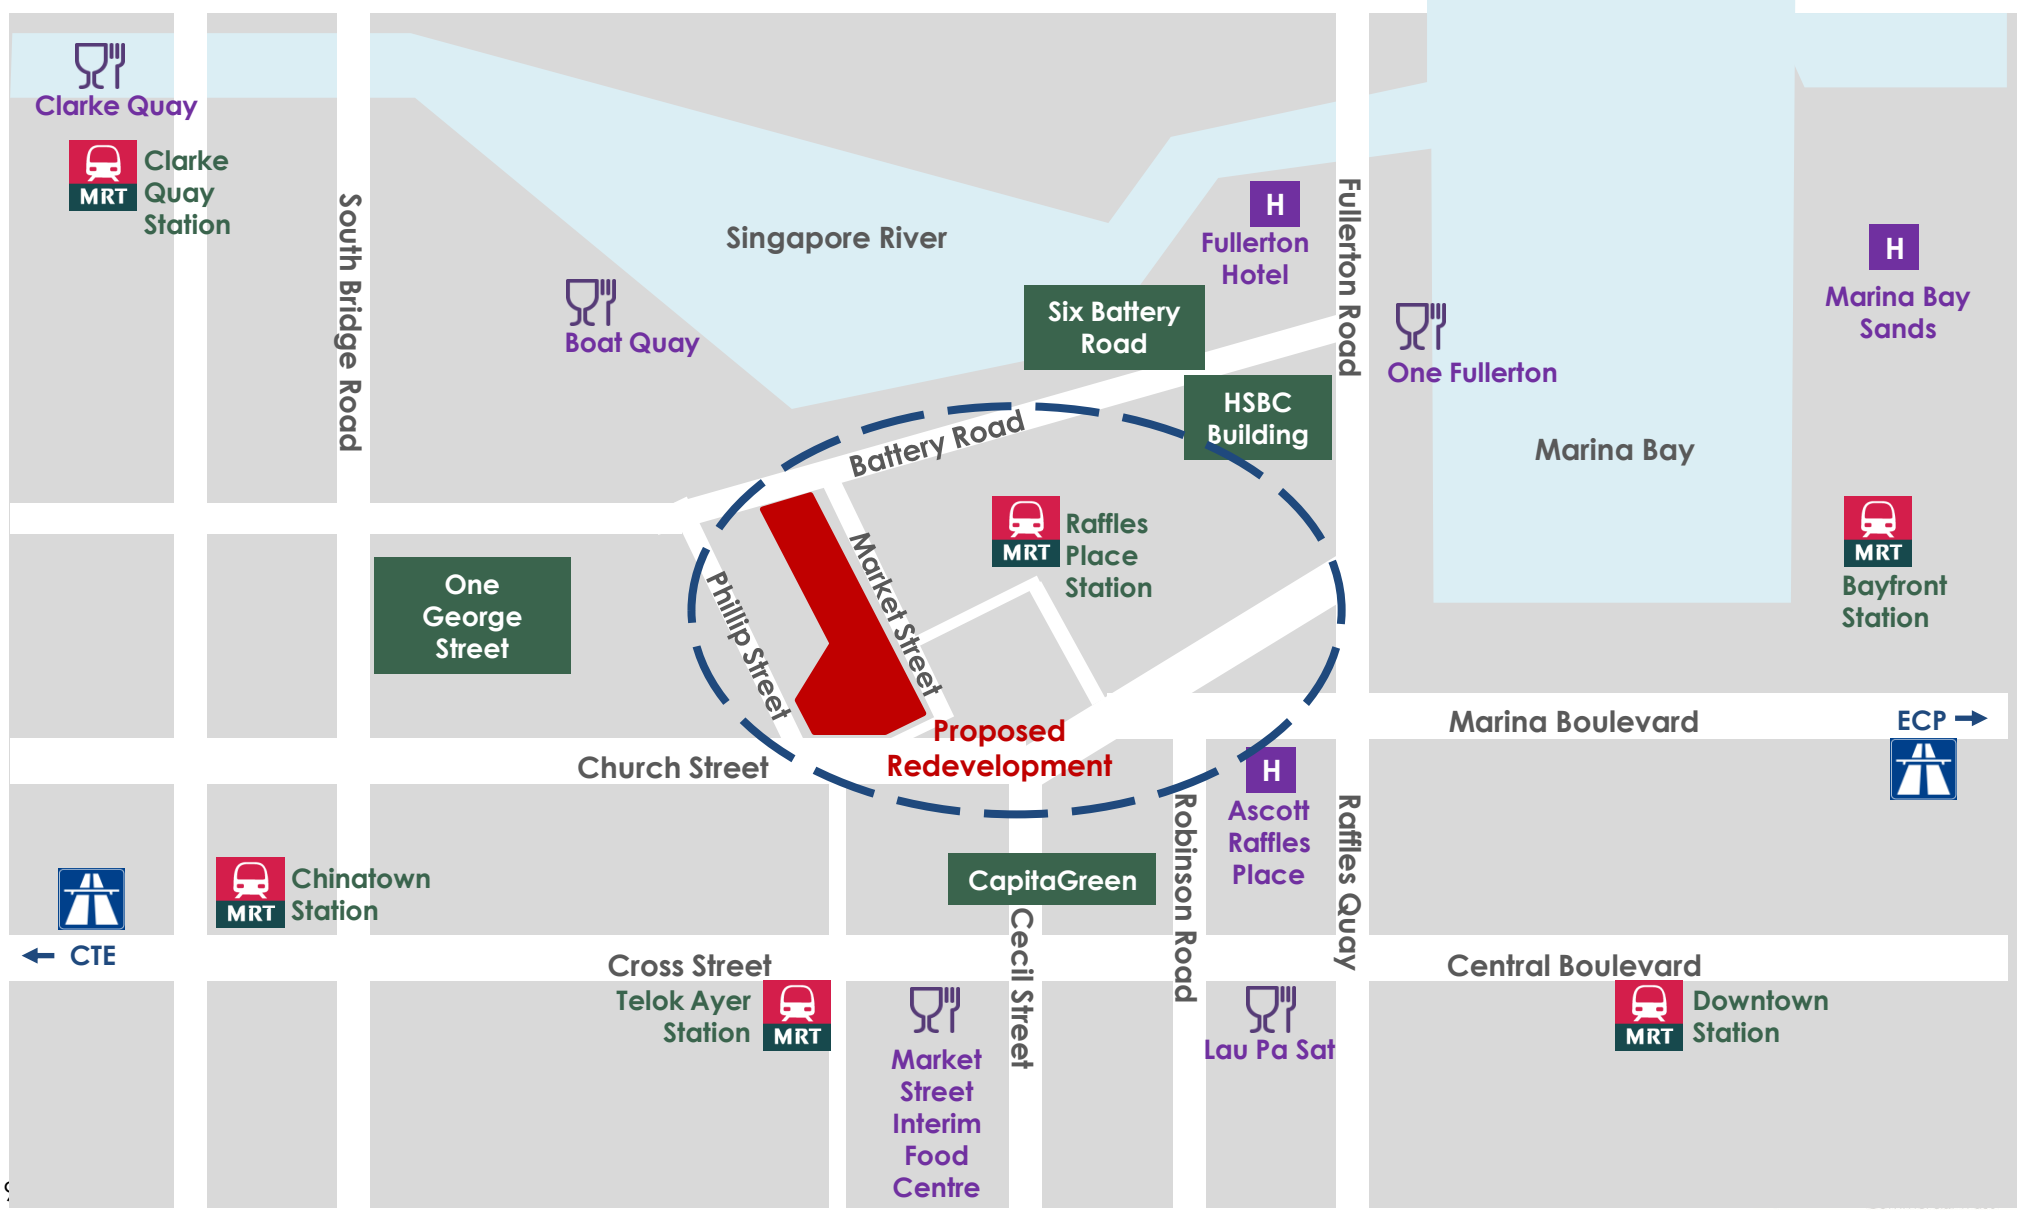 Clarke Quay
MRT
Clarke
Quay
Station
South Bridge Road
Singapore River
Boat Quay
H
Fullerton
Hotel
Fullerton Road
Six Battery
Road
HSBC
Building
One Fullerton
Marina Bay
H
Marina Bay
Sands
Battery Road
MRT
Raffles
Place
Station
MRT
Bayfront
Station
One
George
Street
Phillip Street
Market Street
Proposed
Redevelopment
Church Street
Marina Boulevard
ECP
H
Ascott
Raffles
Place
Robinson Road
Raffles Quay
CapitaGreen
Cecil Street
MRT
Chinatown
Station
CTE
Cross Street
Central Boulevard
Telok Ayer
Station
MRT
Market
Street
Interim
Food
Centre
Lau Pa Sat
MRT
Downtown
Station